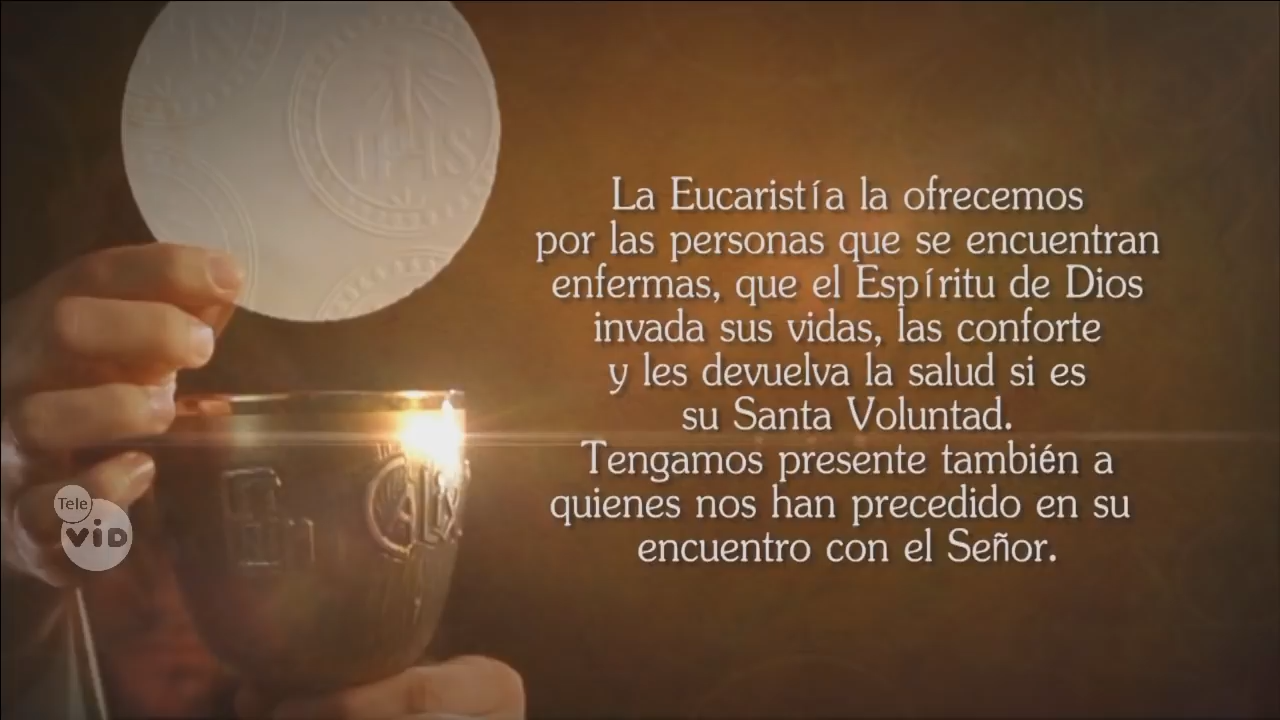 IHS
La Eucaristía la ofrecemos
por las personas que se encuentran
enfermas, que el Espíritu de Dios
invada sus vidas, las conforte
y les devuelva la salud si es
su Santa Voluntad.
Tengamos presente también a
quienes nos han precedido en su
encuentro con el Señor.
Tele
ViD